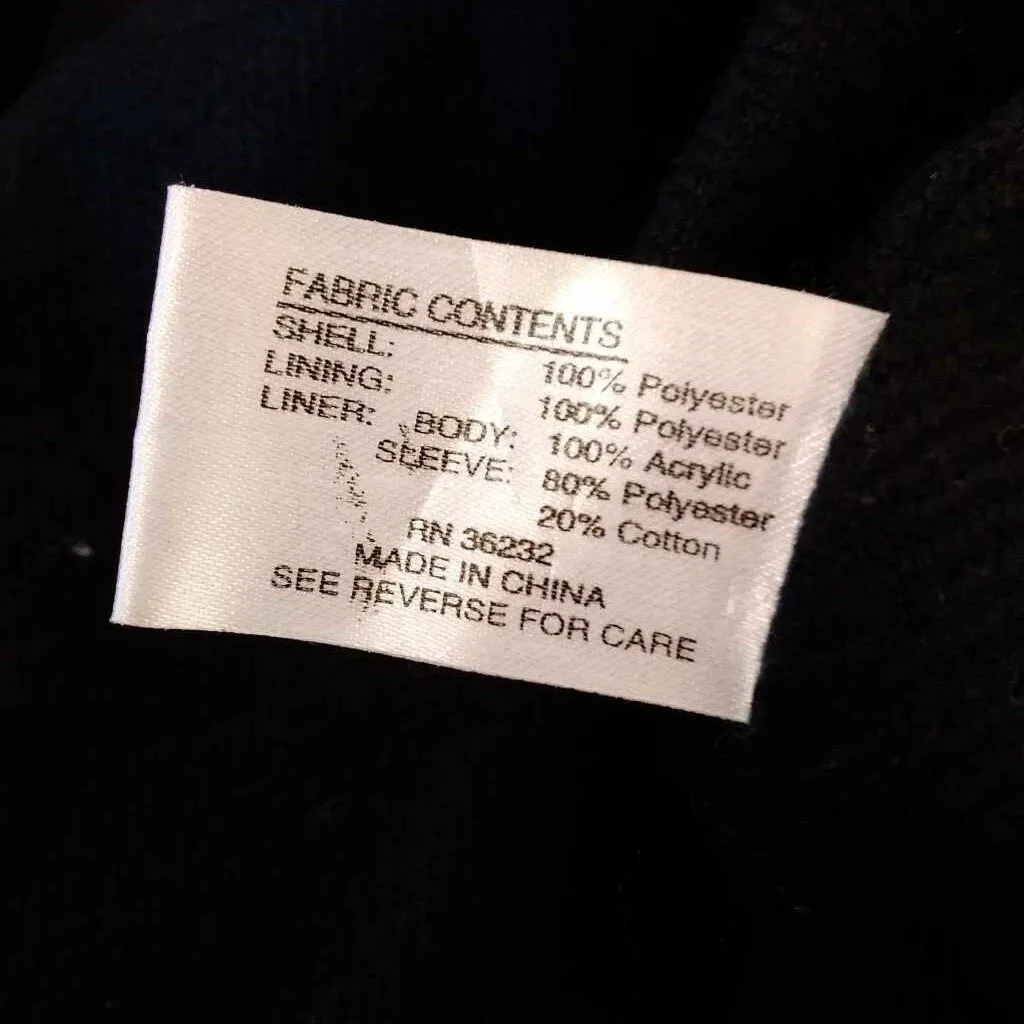 FABRIC CONTENTS
SHELL: 100% Polyester
LINING: 100% Polyester
LINER: BODY: 100% Acrylic
SLEEVE: 80% Polyester
20% Cotton
RN 36232
MADE IN CHINA
SEE REVERSE FOR CARE